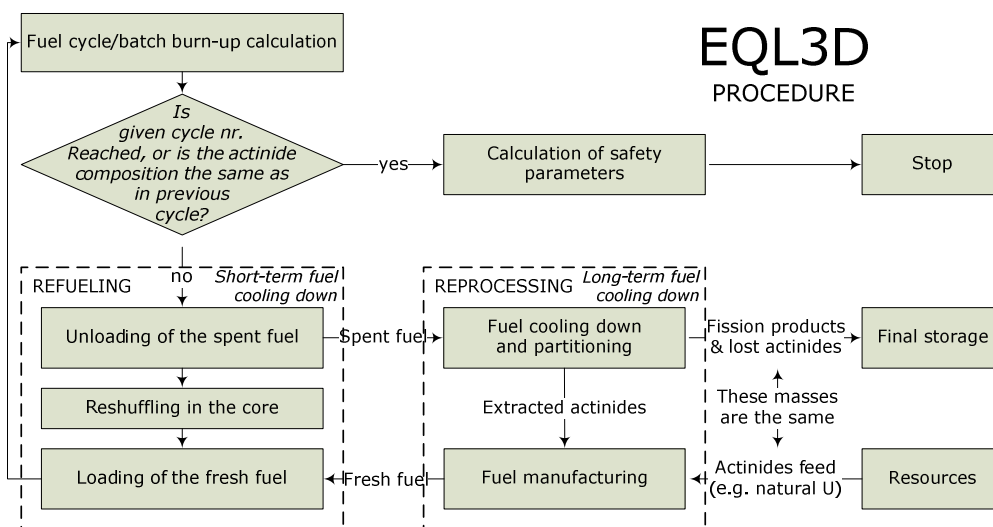 EQL3D
PROCEDURE
Fuel cycle/batch burn-up calculation
Is
given cycle nr.
Reached, or is the actinide
composition the same as
in previous
cycle?
yes
Calculation of safety
parameters
Stop
no
REFUELING
Short-term fuel
cooling down
REPROCESSING
Long-term fuel
cooling down
Unloading of the spent fuel
Spent fuel
Fuel cooling down
and partitioning
Fission products
& lost actinides
Final storage
Reshuffling in the core
Extracted actinides
These masses
are the same
Loading of the fresh fuel
Fresh fuel
Fuel manufacturing
Actinides feed
(e.g. natural U)
Resources